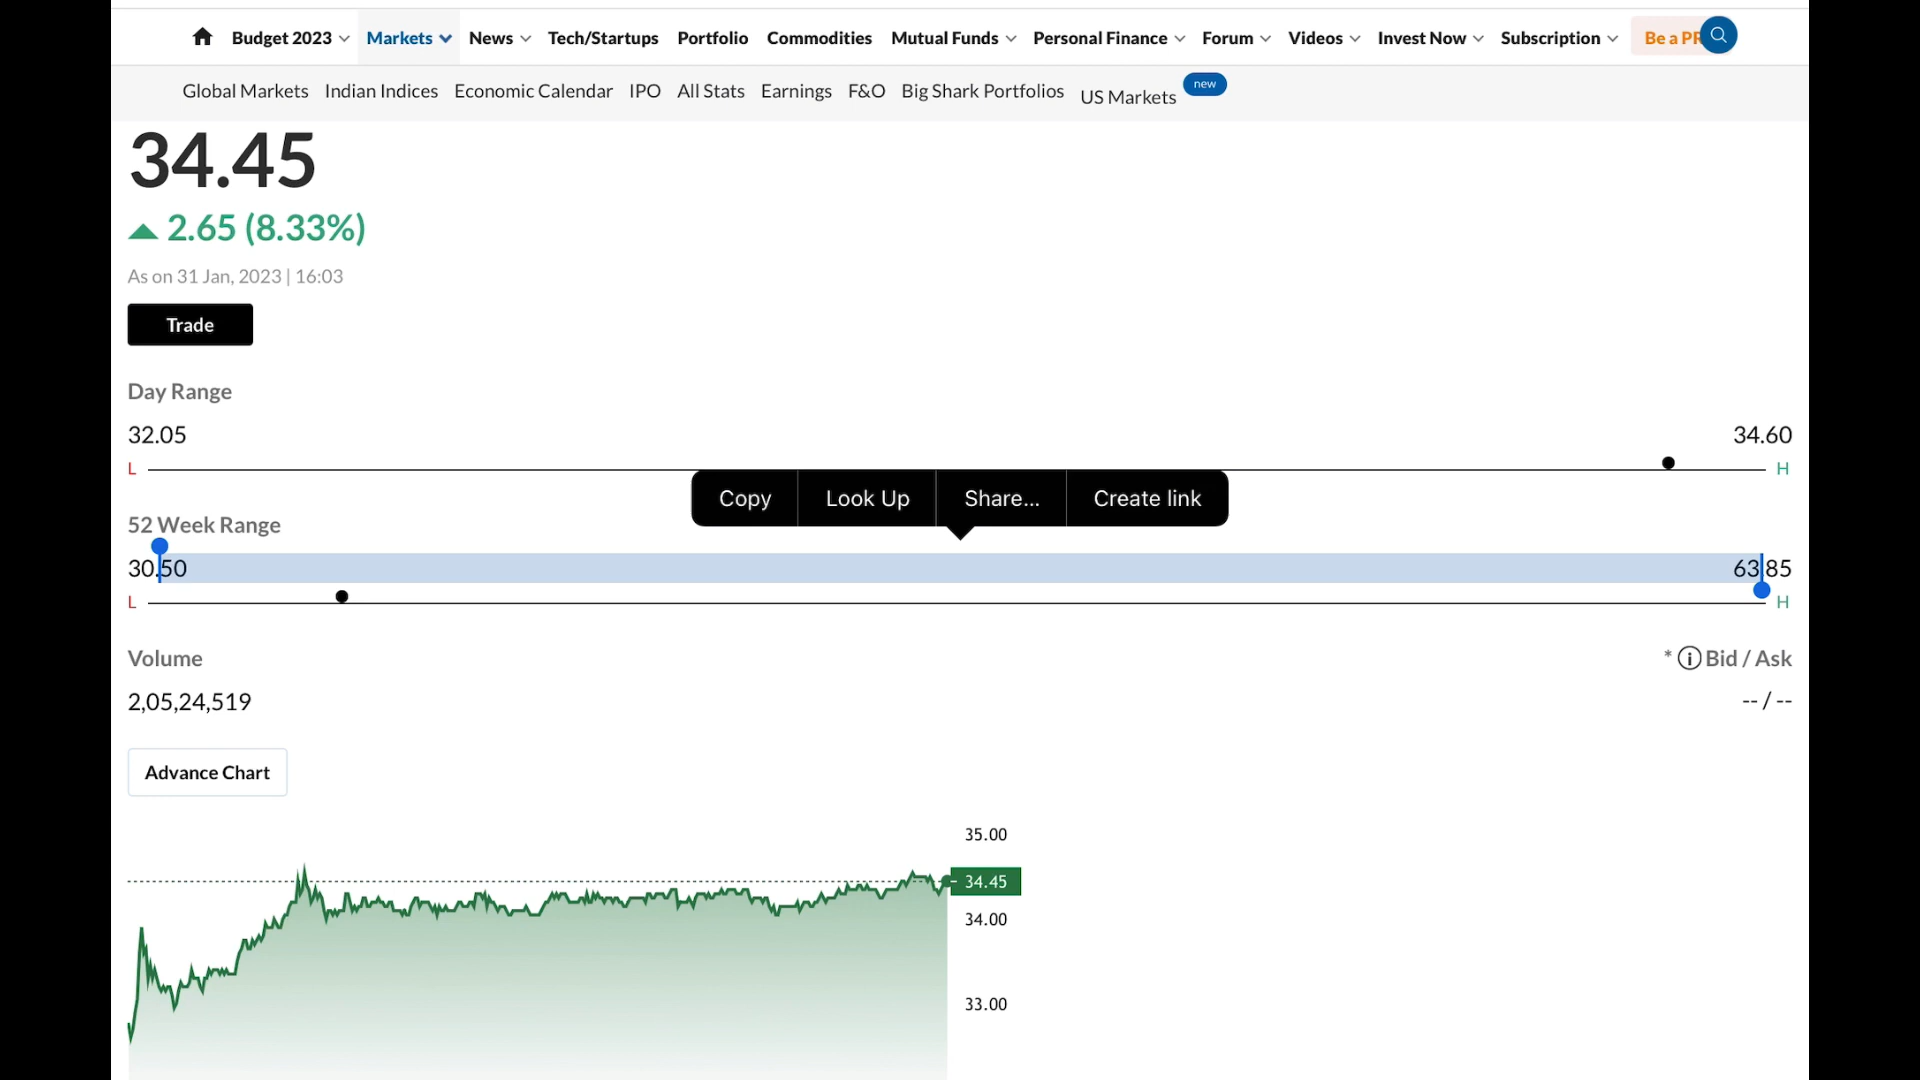 Budget 2023 Markets News Tech/Startups Portfolio Commodities Mutual Funds Personal Finance Forum Videos Invest Now Subscription Be a
Global Markets Indian Indices Economic Calendar IPO All Stats Earnings F&O Big Shark Portfolios US Markets new
34.45
2.65 (8.33%)
As on 31 Jan, 2023 | 16:03
Trade
Day Range
32.05 34.60
L H
Copy Look Up Share... Create link
52 Week Range
30.50 63.85
L H
Volume * Bid / Ask
2,05,24,519 -- / --
Advance Chart
35.00
34.45
34.00
33.00